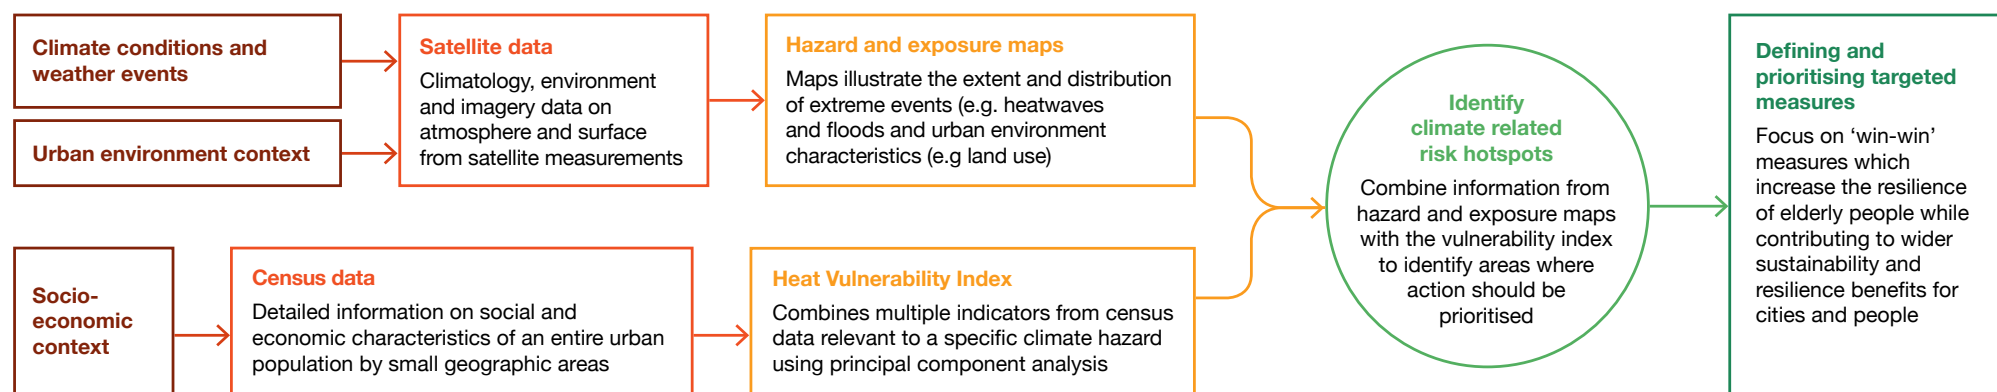 Climate conditions and
weather events
Urban environment context
Satellite data
Climatology, environment
and imagery data on
atmosphere and surface
from satellite measurements
Hazard and exposure maps
Maps illustrate the extent and distribution
of extreme events (e.g. heatwaves
and floods and urban environment
characteristics (e.g land use)
Socio-
economic
context
Census data
Detailed information on social and
economic characteristics of an entire urban
population by small geographic areas
Heat Vulnerability Index
Combines multiple indicators from census
data relevant to a specific climate hazard
using principal component analysis
Identify
climate related
risk hotspots
Combine information from
hazard and exposure maps
with the vulnerability index
to identify areas where
action should be
prioritised
Defining and
prioritising targeted
measures
Focus on ‘win-win’
measures which
increase the resilience
of elderly people while
contributing to wider
sustainability and
resilience benefits for
cities and people